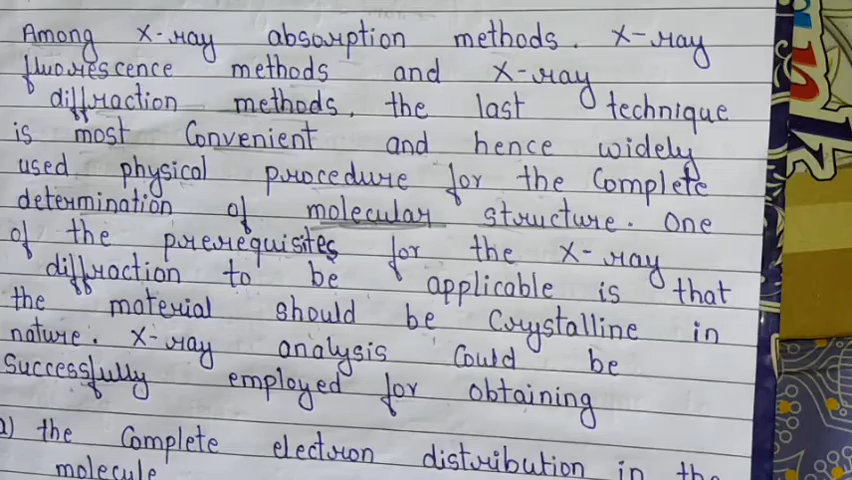 Among X-ray absorption methods. X-ray
fluorescence methods and X-ray
diffraction methods, the last technique
is most Convenient and hence widely
used physical procedure for the Complete
determination of molecular structure. One
of the prerequisites for the X-ray
diffraction to be applicable is that
the material should be Crystalline in
nature. X-ray analysis Could be
Successfully employed for obtaining
a) the Complete electron distribution in the
molecule